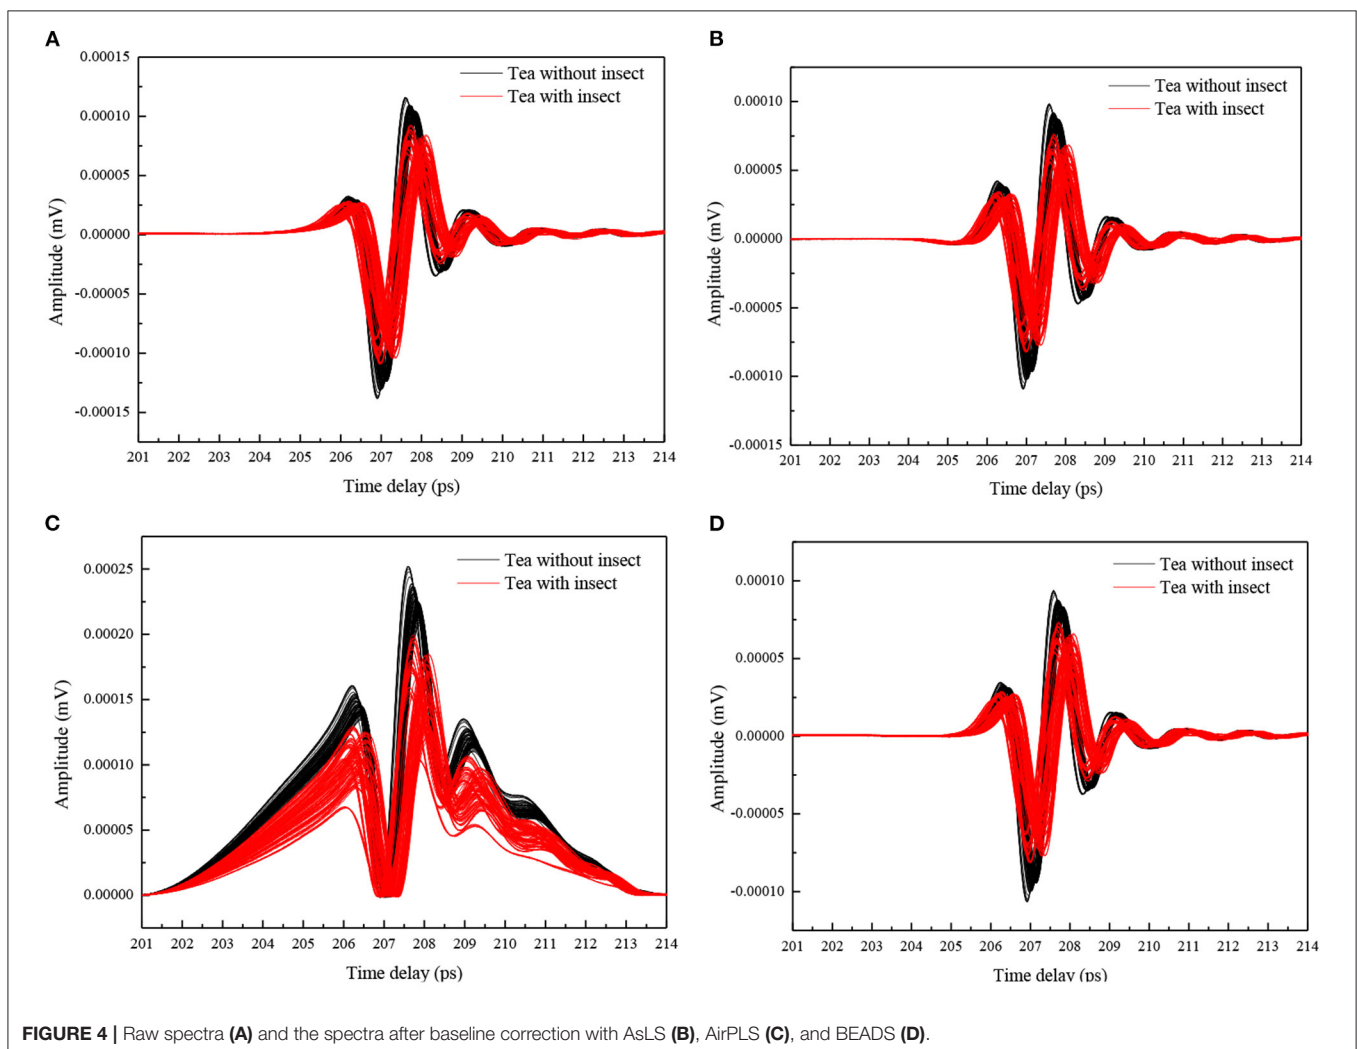 A
0.00015
0.00010
0.00005
0.00000
-0.00005
-0.00010
-0.00015
Amplitude (mV)
Tea without insect
Tea with insect
201 202 203 204 205 206 207 208 209 210 211 212 213 214
Time delay (ps)
B
0.00010
0.00005
0.00000
-0.00005
-0.00010
-0.00015
Amplitude (mV)
Tea without insect
Tea with insect
201 202 203 204 205 206 207 208 209 210 211 212 213 214
Time delay (ps)
C
0.00025
0.00020
0.00015
0.00010
0.00005
0.00000
Amplitude (mV)
Tea without insect
Tea with insect
201 202 203 204 205 206 207 208 209 210 211 212 213 214
Time delay (ps)
D
0.00010
0.00005
0.00000
-0.00005
-0.00010
Amplitude (mV)
Tea without insect
Tea with insect
201 202 203 204 205 206 207 208 209 210 211 212 213 214
Time delay (ps)
FIGURE 4 | Raw spectra (A) and the spectra after baseline correction with AsLS (B), AirPLS (C), and BEADS (D).